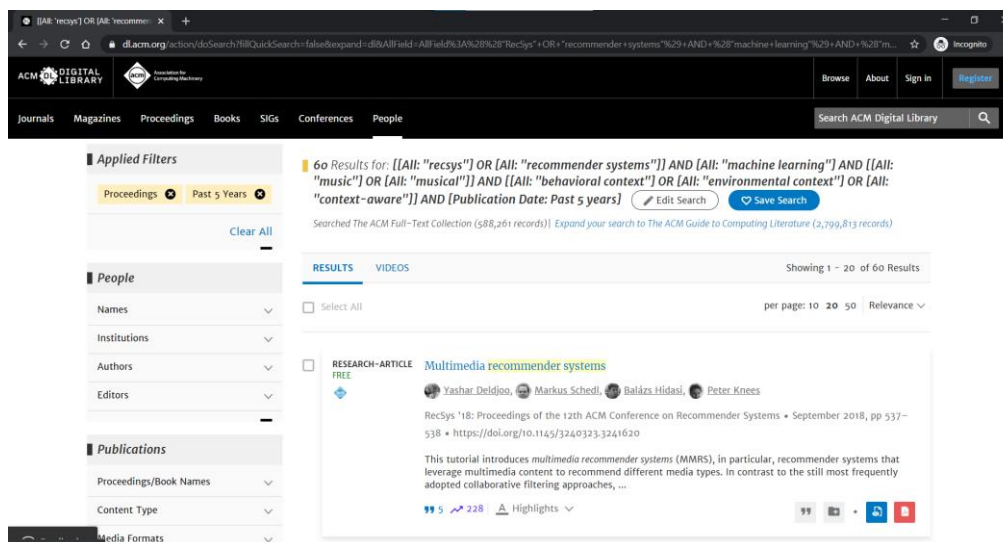 [[All: 'recsys'] OR [All: 'recommen
dl.acm.org/action/doSearch?fillQuickSearch=false&expand=dl&AllField=AllField%3A%28%28"RecSys"+OR+"recommender+systems"%29+AND+%28"machine+learning"%29+AND+%28"m...
Incognito
ACM DL DIGITAL LIBRARY
acm Association for Computing Machinery
Browse About Sign in Register
Journals Magazines Proceedings Books SIGs Conferences People
Search ACM Digital Library
Applied Filters
Proceedings Past 5 Years
Clear All
People
Names
Institutions
Authors
Editors
Publications
Proceedings/Book Names
Content Type
Media Formats
60 Results for: [[All: "recsys"] OR [All: "recommender systems"]] AND [All: "machine learning"] AND [[All:
"music"] OR [All: "musical"]] AND [[All: "behavioral context"] OR [All: "environmental context"] OR [All:
"context-aware"]] AND [Publication Date: Past 5 years] Edit Search Save Search
Searched The ACM Full-Text Collection (588,261 records)| Expand your search to The ACM Guide to Computing Literature (2,799,813 records)
RESULTS VIDEOS
Showing 1 - 20 of 60 Results
Select All
per page: 10 20 50 Relevance
RESEARCH-ARTICLE
FREE
Multimedia recommender systems
Yashar Deldjoo, Markus Schedl, Balázs Hidasi, Peter Knees
RecSys '18: Proceedings of the 12th ACM Conference on Recommender Systems • September 2018, pp 537–
538 • https://doi.org/10.1145/3240323.3241620
This tutorial introduces multimedia recommender systems (MMRS), in particular, recommender systems that
leverage multimedia content to recommend different media types. In contrast to the still most frequently
adopted collaborative filtering approaches, ...
5 228 Highlights